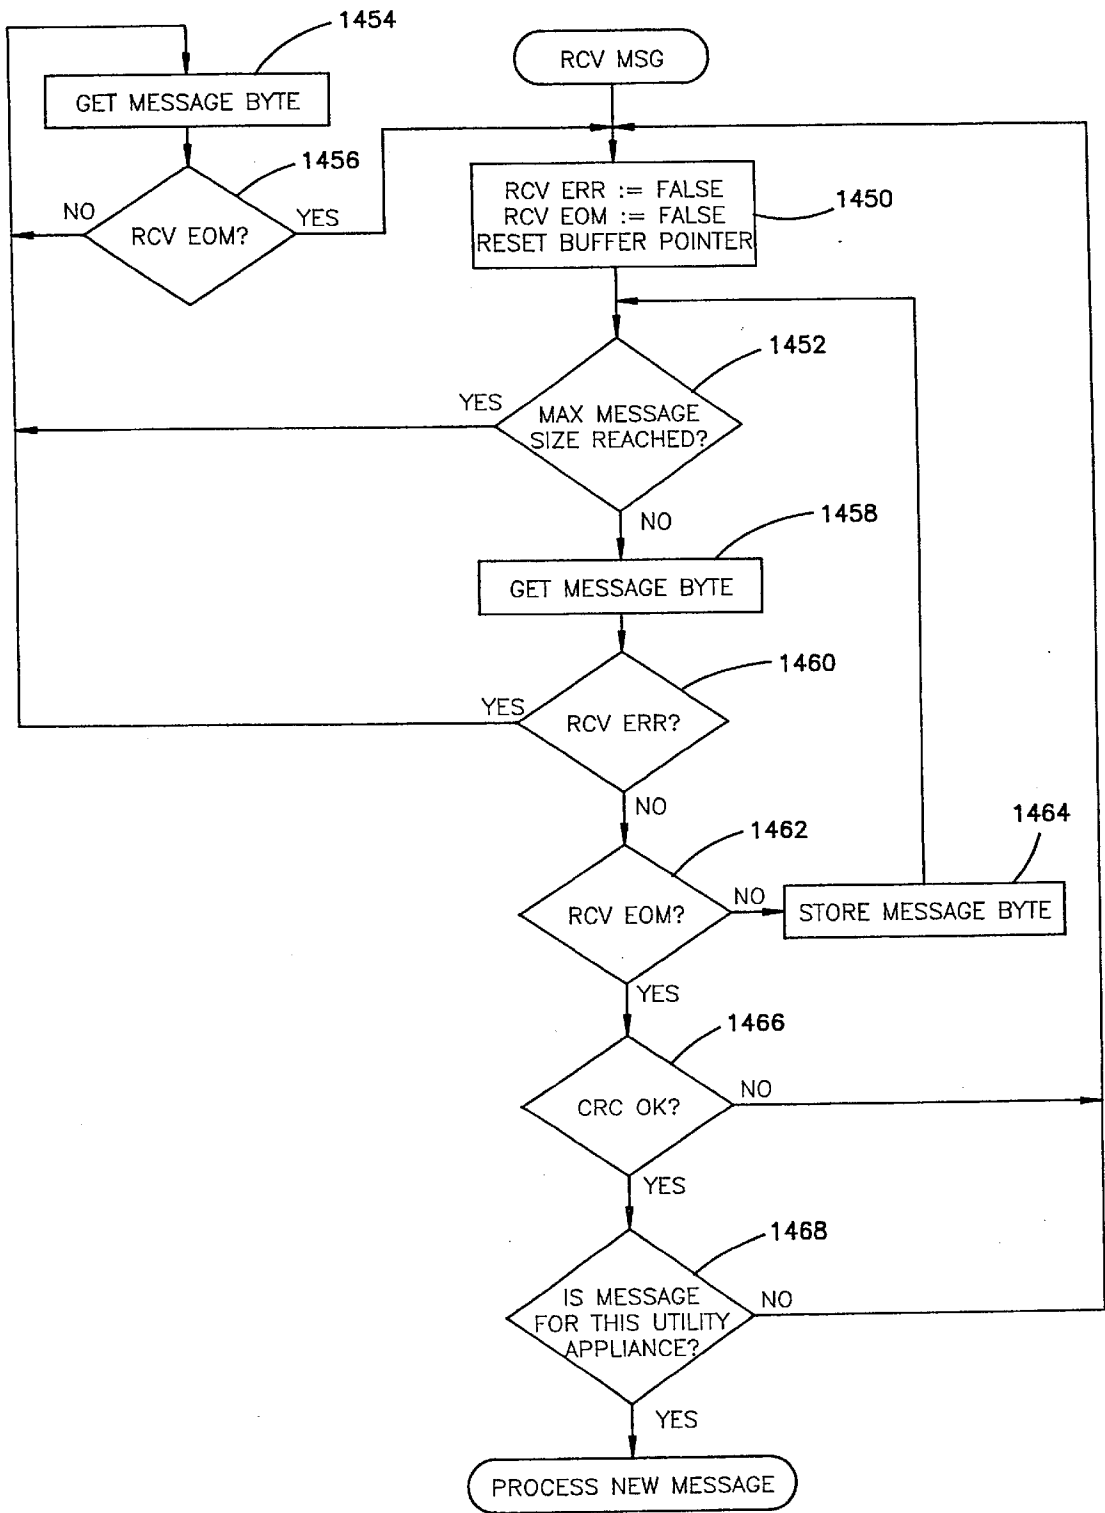 1454
GET MESSAGE BYTE
1456
NO
RCV EOM?
YES
RCV MSG
RCV ERR := FALSE
RCV EOM := FALSE
RESET BUFFER POINTER
1450
1452
YES
MAX MESSAGE
SIZE REACHED?
NO
1458
GET MESSAGE BYTE
1460
YES
RCV ERR?
NO
1462
RCV EOM?
NO
1464
STORE MESSAGE BYTE
YES
1466
CRC OK?
NO
YES
1468
IS MESSAGE
FOR THIS UTILITY
APPLIANCE?
NO
YES
PROCESS NEW MESSAGE